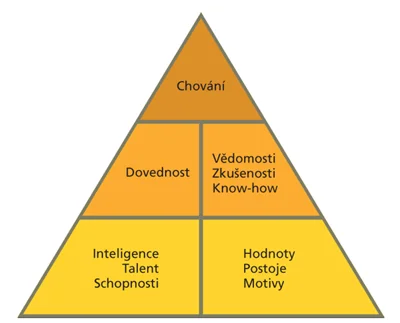 Chování
Dovednost
Vědomosti
Zkušenosti
Know-how
Inteligence
Talent
Schopnosti
Hodnoty
Postoje
Motivy